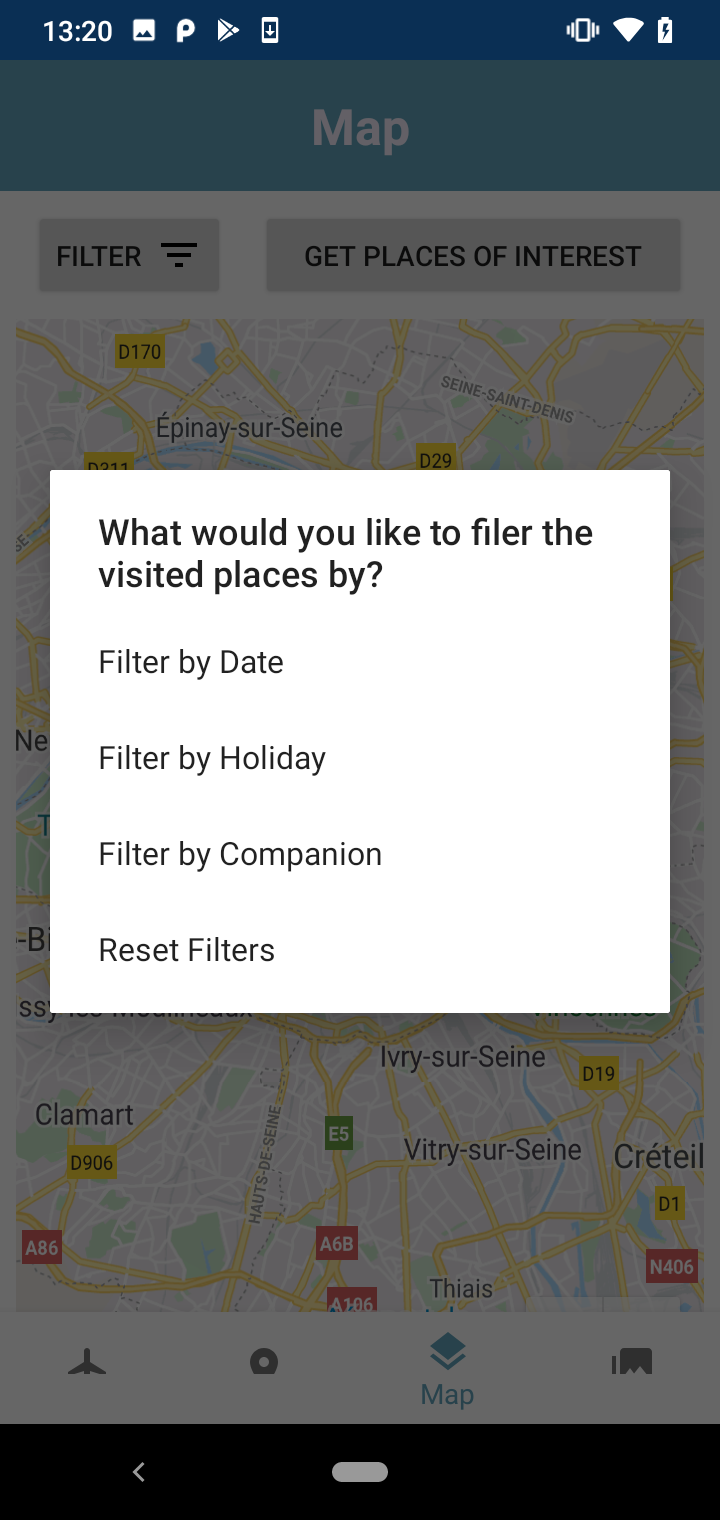 13:20
Map
FILTER
GET PLACES OF INTEREST
D170
SEINE-SAINT-DENIS
Épinay-sur-Seine
D29
D311
What would you like to filer the
visited places by?
Filter by Date
Filter by Holiday
Filter by Companion
Reset Filters
Ivry-sur-Seine
D19
Clamart
E5
HAUTS-DE-SEINE
Vitry-sur-Seine
Créteil
D906
D1
A86
A6B
N406
Thiais
A106
Map